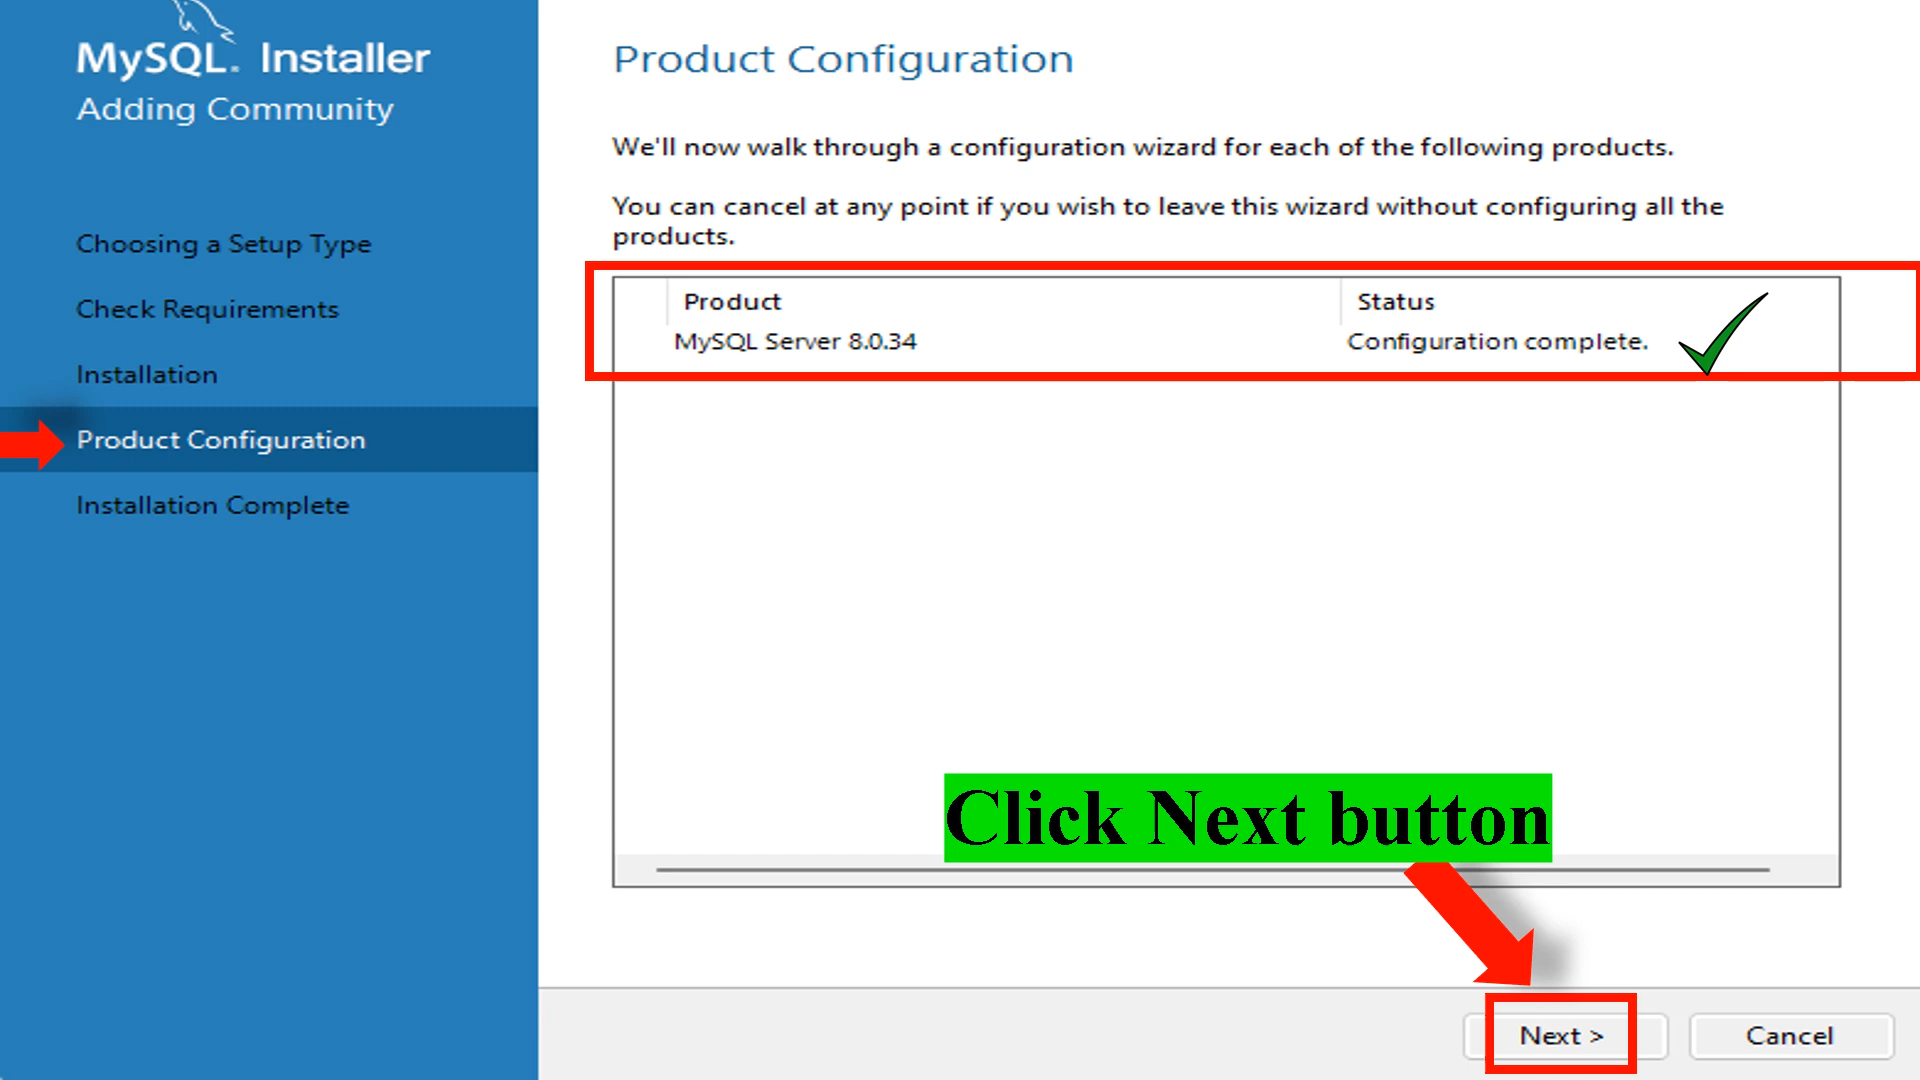 MySQL. Installer
Adding Community
Choosing a Setup Type
Check Requirements
Installation
Product Configuration
Installation Complete
Product Configuration
We'll now walk through a configuration wizard for each of the following products.
You can cancel at any point if you wish to leave this wizard without configuring all the
products.
Product Status
MySQL Server 8.0.34 Configuration complete.
Click Next button
Next > Cancel